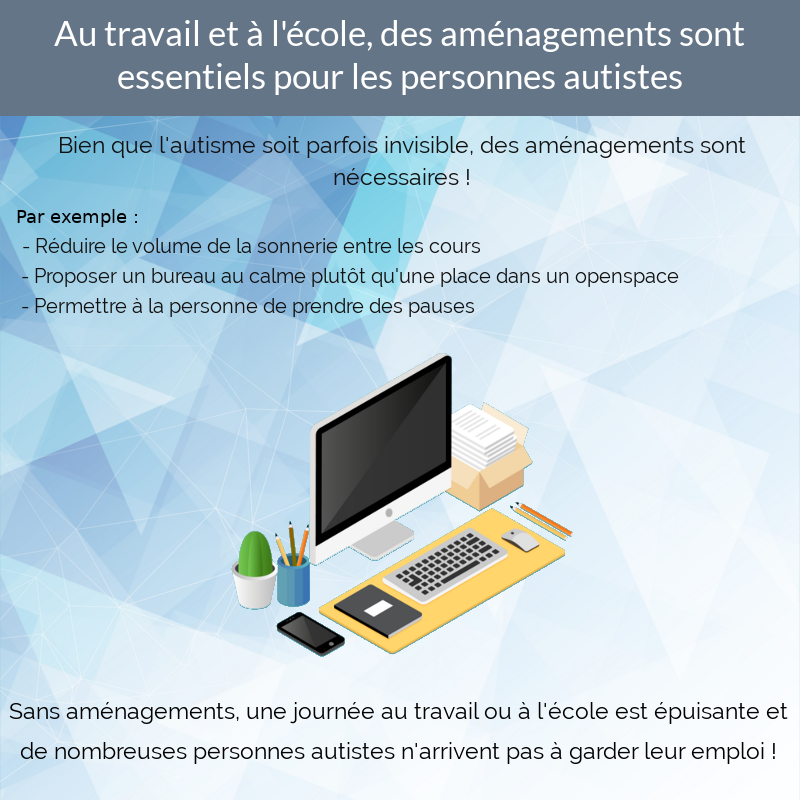 Au travail et à l'école, des aménagements sont
essentiels pour les personnes autistes
Bien que l'autisme soit parfois invisible, des aménagements sont
nécessaires !
Par exemple :
- Réduire le volume de la sonnerie entre les cours
- Proposer un bureau au calme plutôt qu'une place dans un openspace
- Permettre à la personne de prendre des pauses
Sans aménagements, une journée au travail ou à l'école est épuisante et
de nombreuses personnes autistes n'arrivent pas à garder leur emploi !